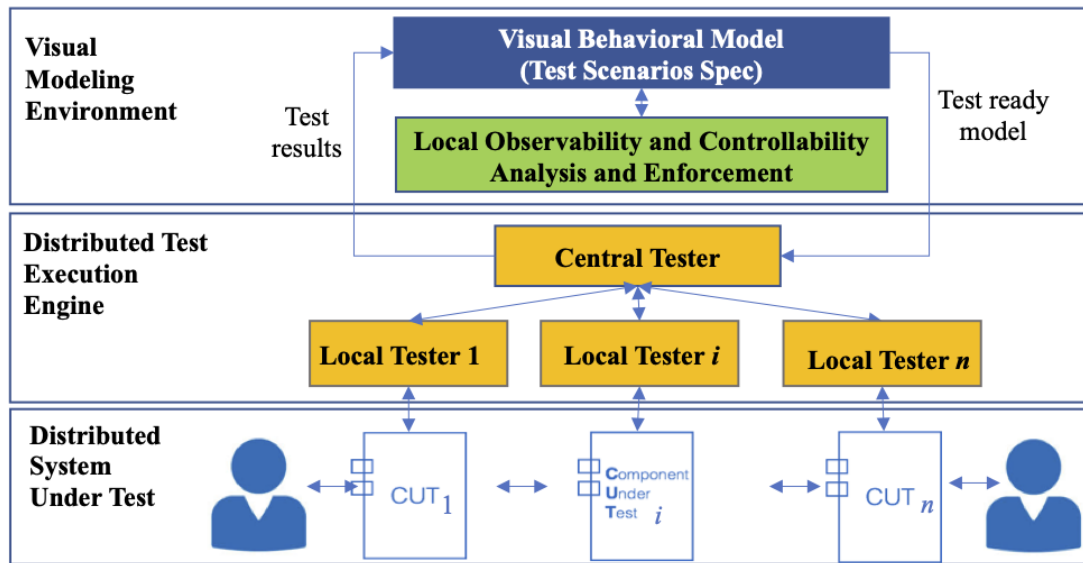 Visual
Modeling
Environment
Visual Behavioral Model
(Test Scenarios Spec)
Test
results
Test ready
model
Local Observability and Controllability
Analysis and Enforcement
Distributed Test
Execution
Engine
Central Tester
Local Tester 1
Local Tester i
Local Tester n
Distributed
System
Under Test
CUT1
Component
Under
Test i
CUT n